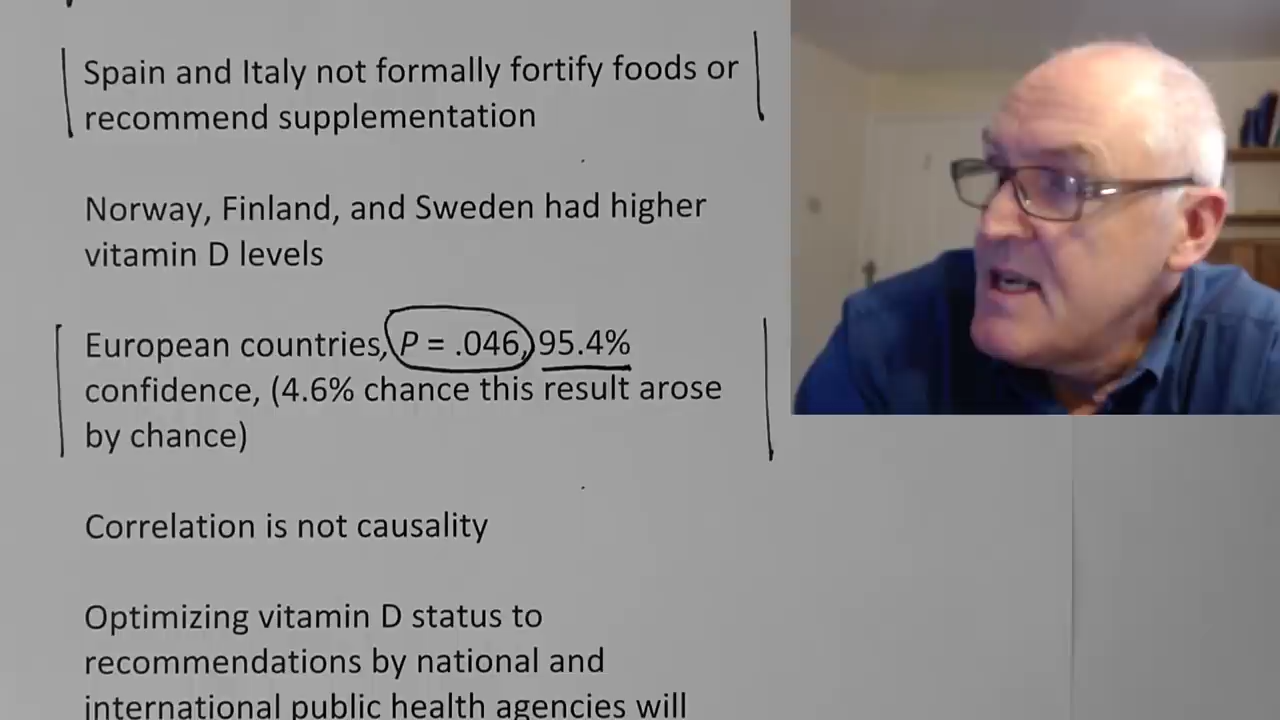 Spain and Italy not formally fortify foods or
recommend supplementation
Norway, Finland, and Sweden had higher
vitamin D levels
European countries, P = .046, 95.4%
confidence, (4.6% chance this result arose
by chance)
Correlation is not causality
Optimizing vitamin D status to
recommendations by national and
international public health agencies will